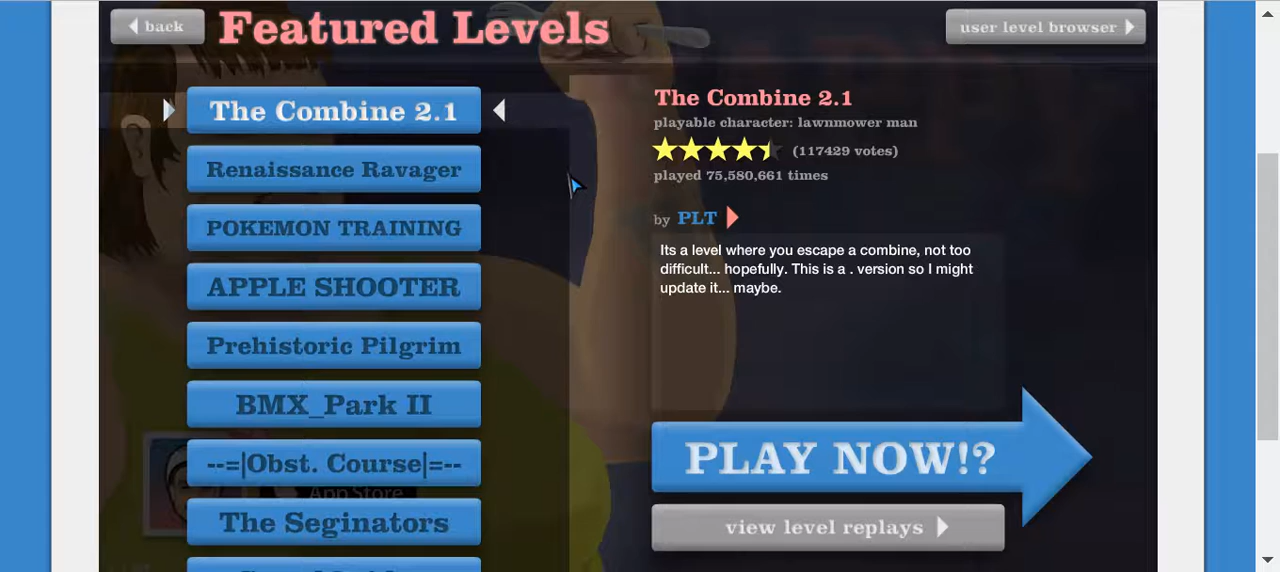 back
Featured Levels
user level browser
The Combine 2.1
Renaissance Ravager
POKEMON TRAINING
APPLE SHOOTER
Prehistoric Pilgrim
BMX_Park II
--=|Obst. Course|=--
App Store
The Seginators
The Combine 2.1
playable character: lawnmower man
(117429 votes)
played 75,580,661 times
by PLT
Its a level where you escape a combine, not too
difficult... hopefully. This is a . version so I might
update it... maybe.
PLAY NOW!?
view level replays